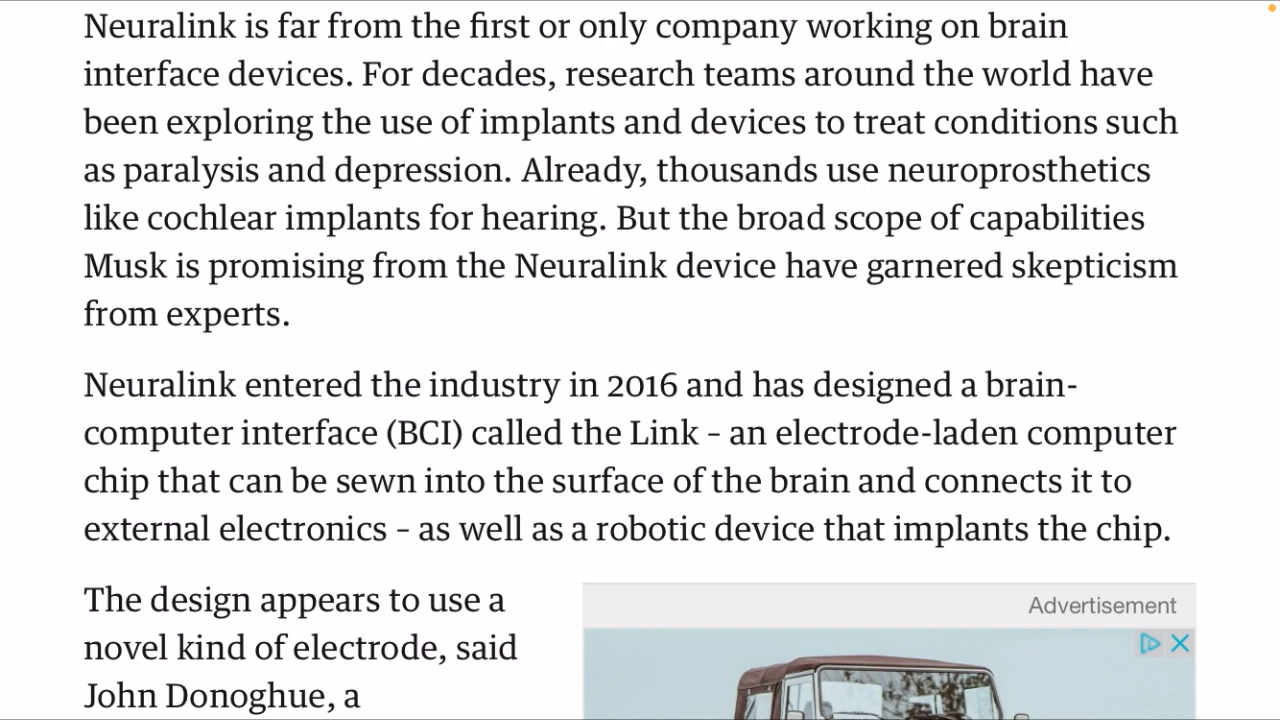 Neuralink is far from the first or only company working on brain
interface devices. For decades, research teams around the world have
been exploring the use of implants and devices to treat conditions such
as paralysis and depression. Already, thousands use neuroprosthetics
like cochlear implants for hearing. But the broad scope of capabilities
Musk is promising from the Neuralink device have garnered skepticism
from experts.
Neuralink entered the industry in 2016 and has designed a brain-
computer interface (BCI) called the Link – an electrode-laden computer
chip that can be sewn into the surface of the brain and connects it to
external electronics – as well as a robotic device that implants the chip.
The design appears to use a
novel kind of electrode, said
John Donoghue, a
Advertisement